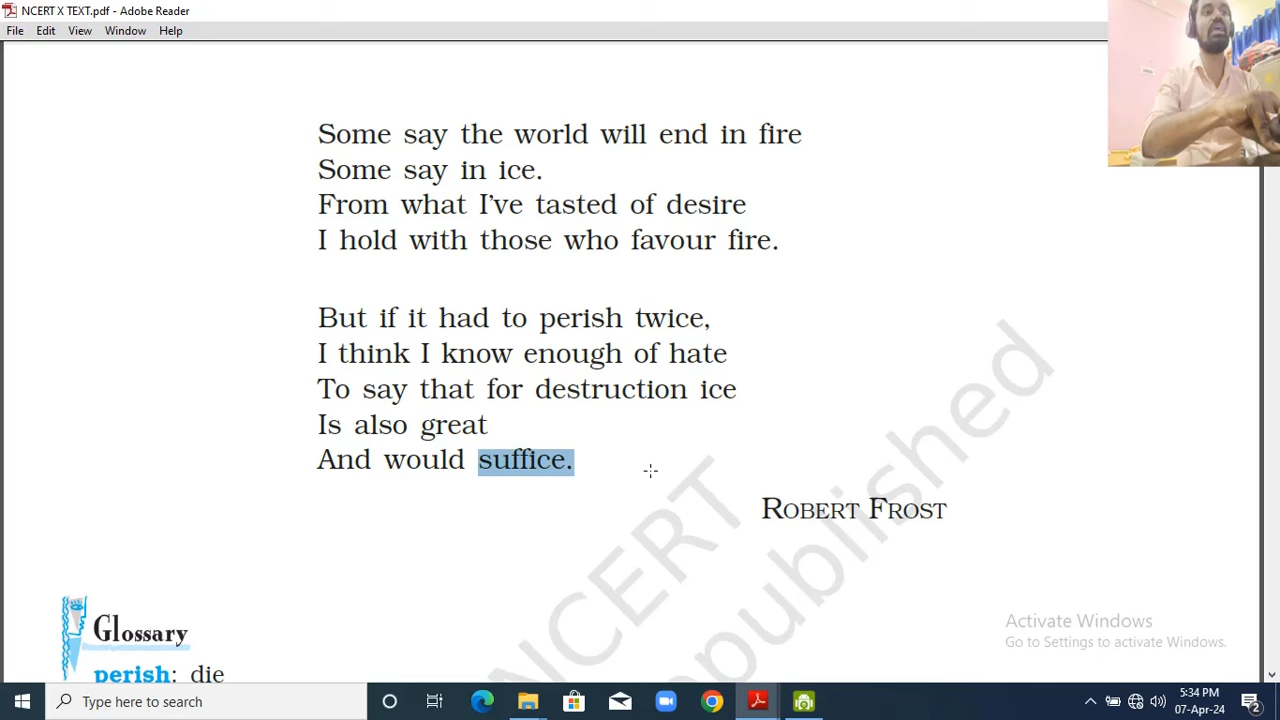 NCERT X TEXT.pdf - Adobe Reader
File Edit View Window Help
Some say the world will end in fire
Some say in ice.
From what I've tasted of desire
I hold with those who favour fire.
But if it had to perish twice,
I think I know enough of hate
To say that for destruction ice
Is also great
And would suffice.
ROBERT FROST
NCERT
republished
Glossary
perish: die
Activate Windows
Go to Settings to activate Windows.
Type here to search
5:34 PM
07-Apr-24
2